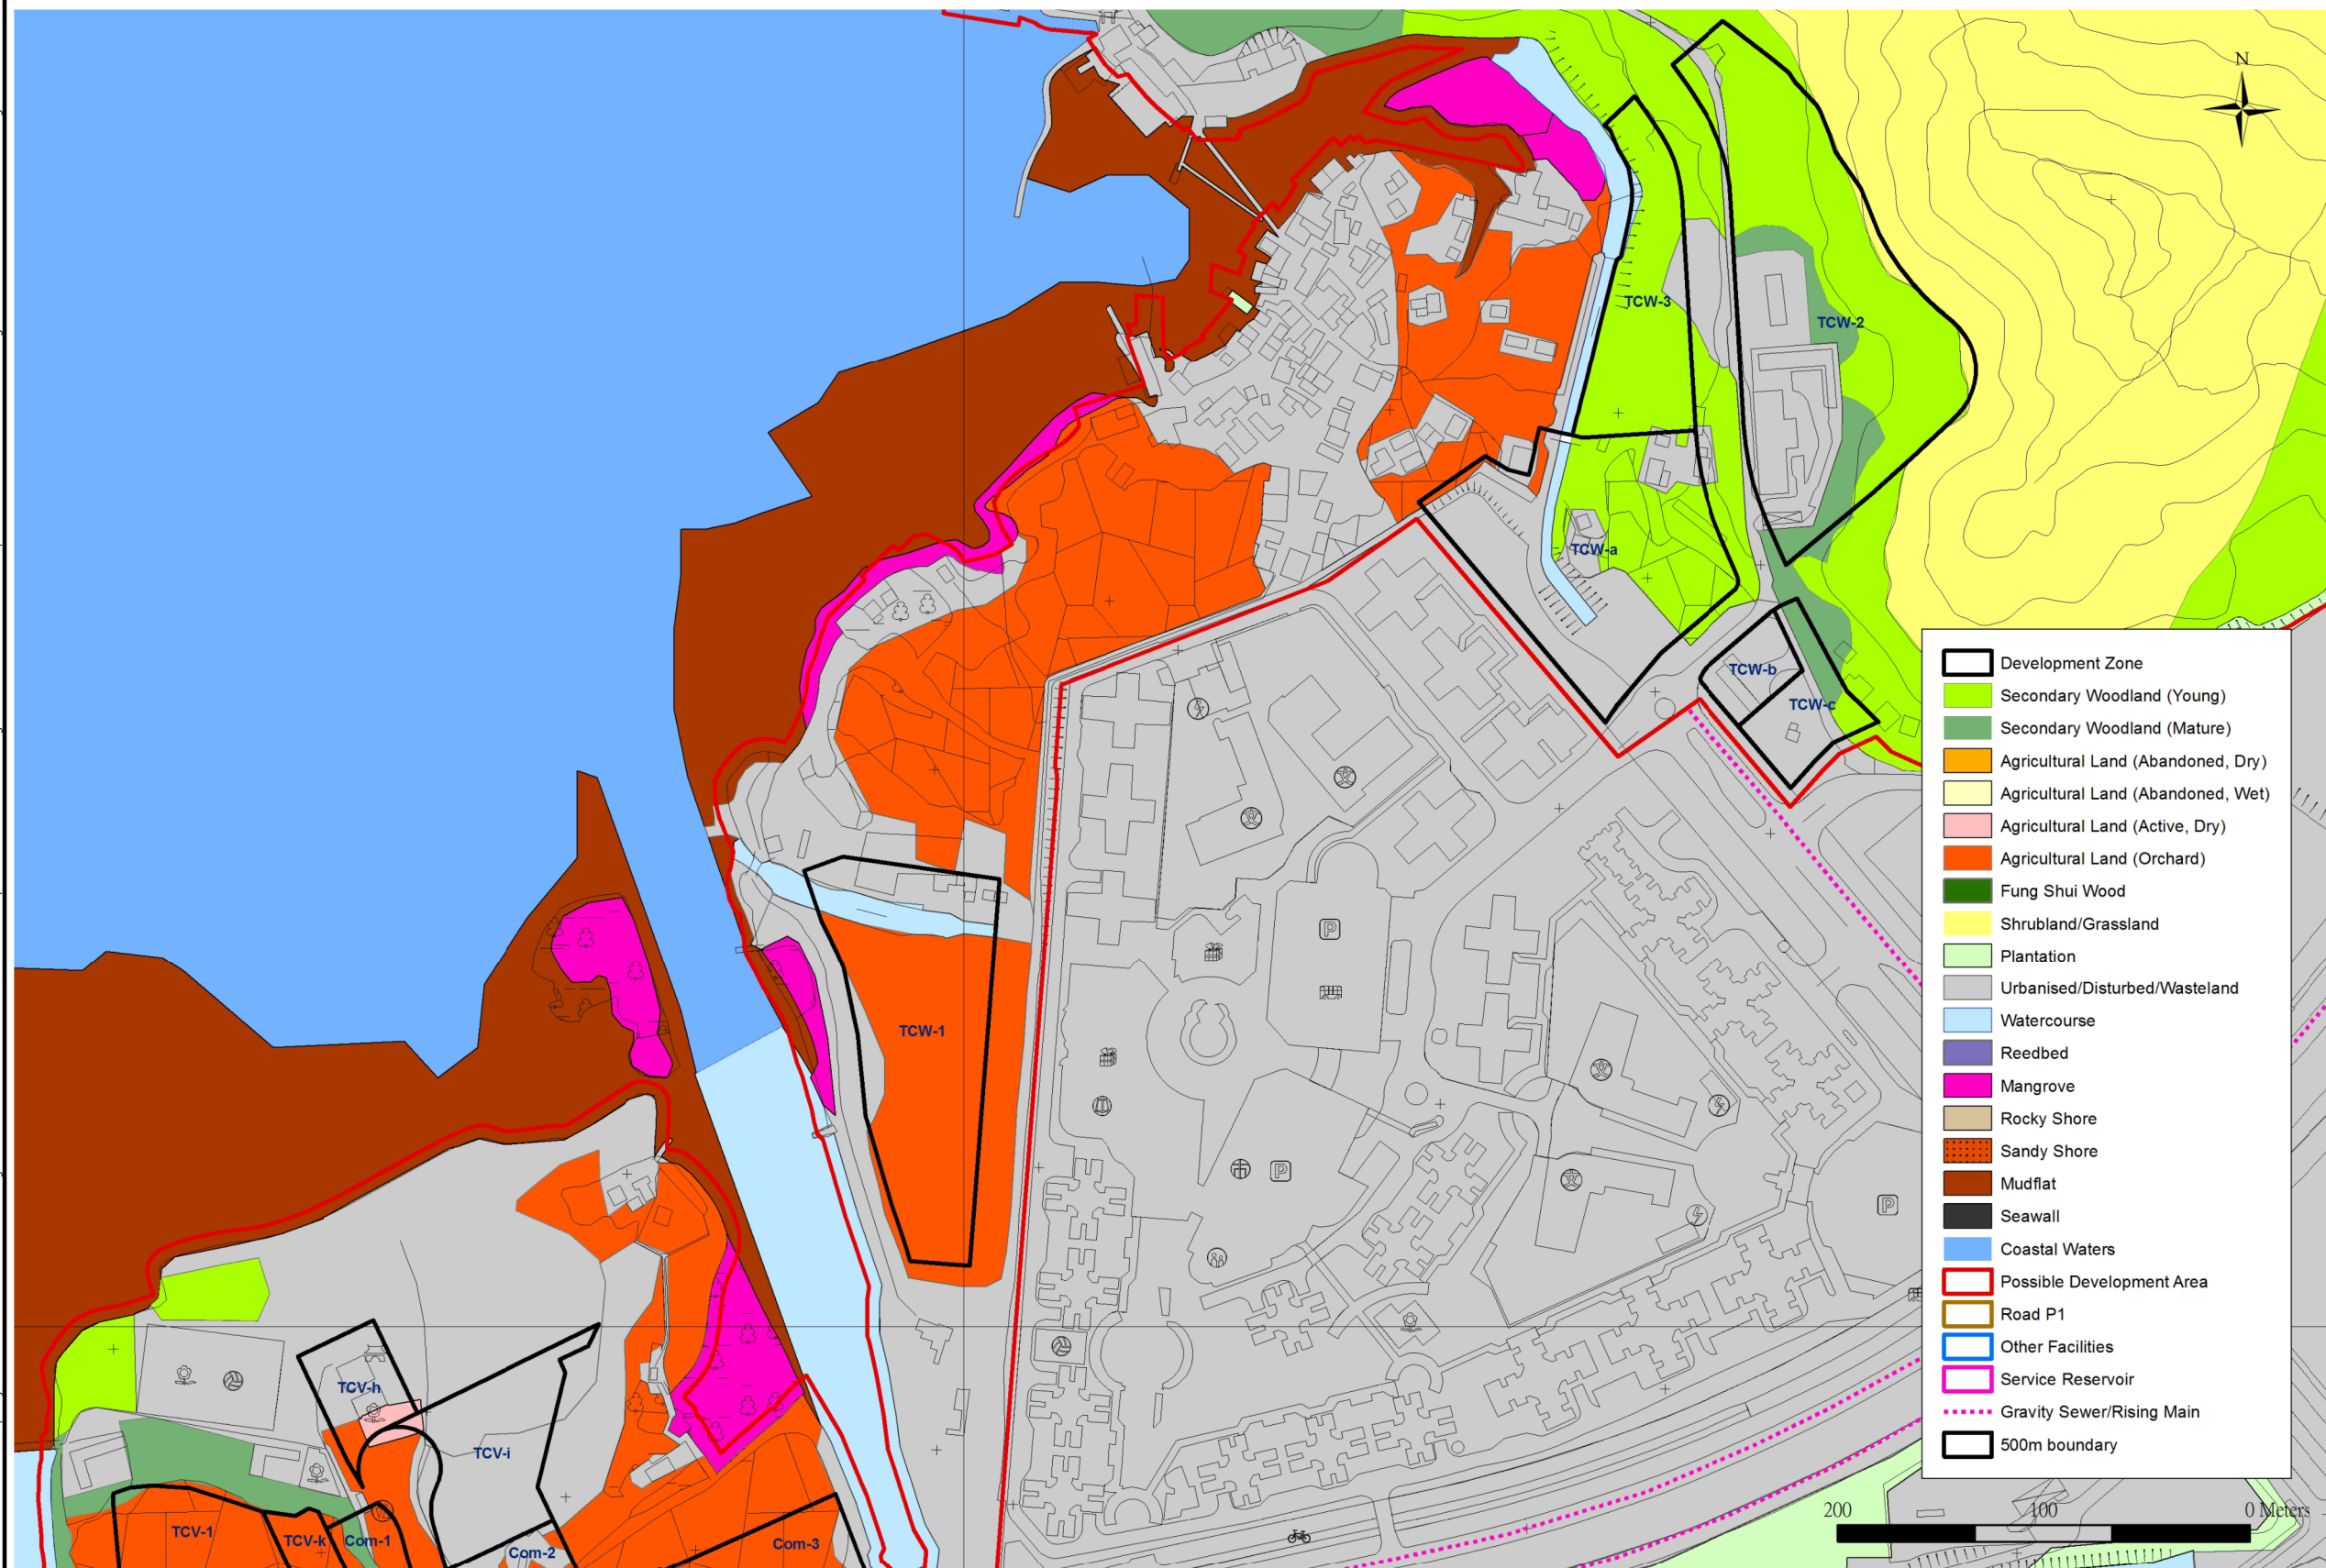 N
TCW-3
TCW-2
TCW-a
TCW-b
TCW-c
TCW-1
TCV-h
TCV-i
TCV-1
TCV-k
Com-1
Com-2
Com-3
P
P
P
Development Zone
Secondary Woodland (Young)
Secondary Woodland (Mature)
Agricultural Land (Abandoned, Dry)
Agricultural Land (Abandoned, Wet)
Agricultural Land (Active, Dry)
Agricultural Land (Orchard)
Fung Shui Wood
Shrubland/Grassland
Plantation
Urbanised/Disturbed/Wasteland
Watercourse
Reedbed
Mangrove
Rocky Shore
Sandy Shore
Mudflat
Seawall
Coastal Waters
Possible Development Area
Road P1
Other Facilities
Service Reservoir
Gravity Sewer/Rising Main
500m boundary
200 100 0 Meters